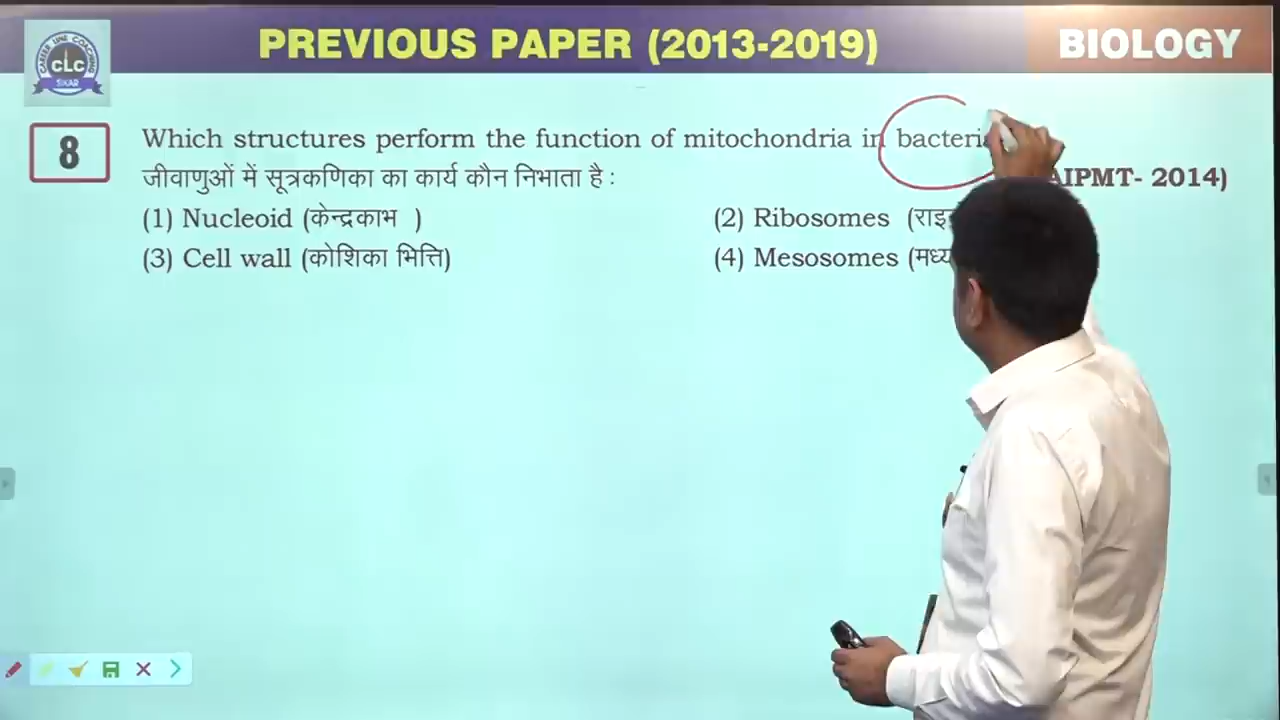 PREVIOUS PAPER (2013-2019)
BIOLOGY
CLC
SIKAR
8
Which structures perform the function of mitochondria in
जीवाणुओं में सूत्रकणिका का कार्य कौन निभाता है :
AIPMT- 2014)
(1) Nucleoid (केन्द्रकाभ )
(2) Ribosomes
(3) Cell wall (कोशिका भित्ति)
(4) Mesosomes